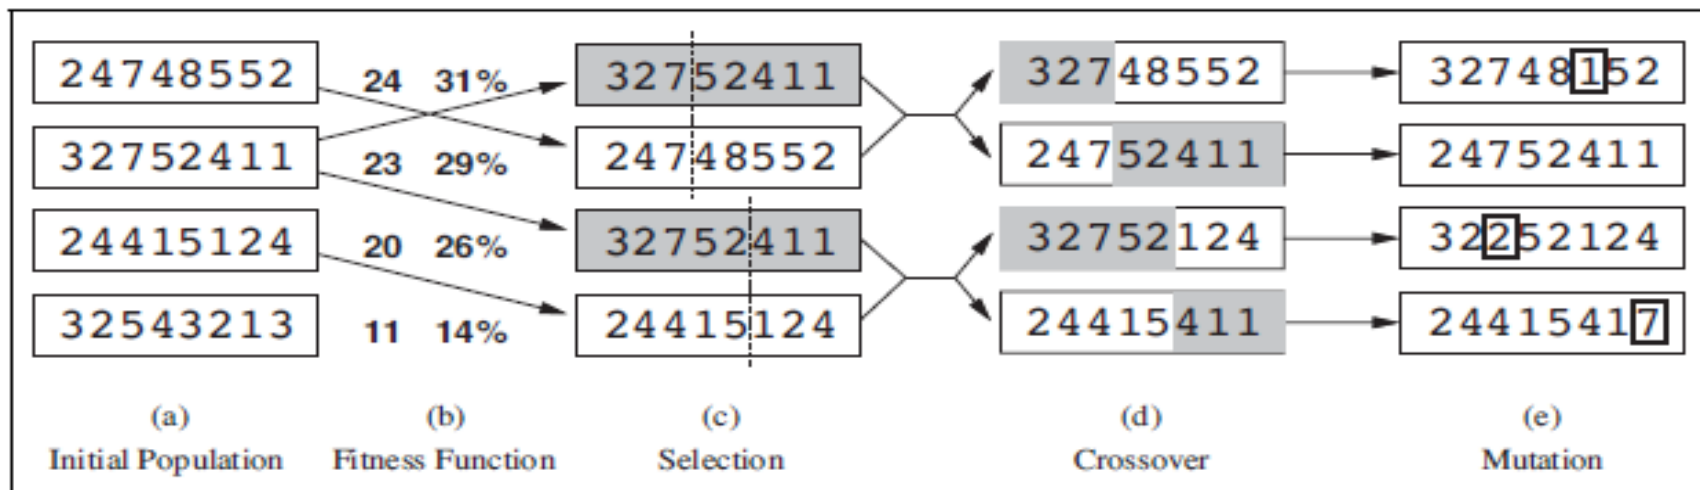 24748552 24 31% 32752411 32748552 32748152
32752411 23 29% 24748552 24752411 24752411
24415124 20 26% 32752411 32752124 32252124
32543213 11 14% 24415124 24415411 24415417
(a) (b) (c) (d) (e)
Initial Population Fitness Function Selection Crossover Mutation